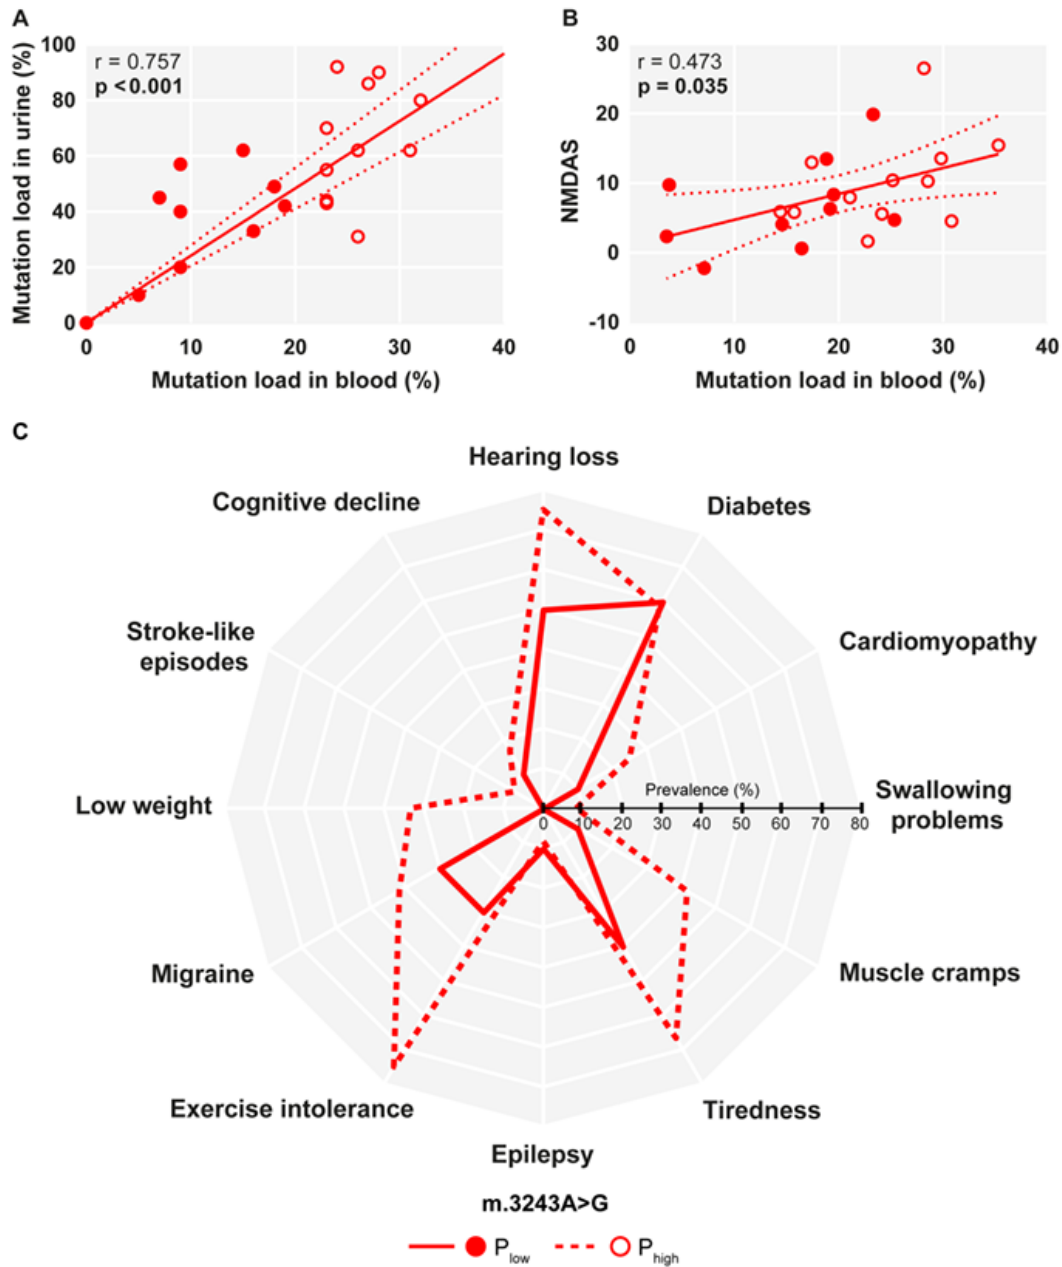 A
Mutation load in urine (%)
100
80
60
40
20
0
r = 0.757
p <0.001
0
10
20
30
40
Mutation load in blood (%)
B
NMDAS
30
20
10
0
-10
r = 0.473
p = 0.035
0
10
20
30
40
Mutation load in blood (%)
C
Hearing loss
Cognitive decline
Diabetes
Stroke-like
episodes
Cardiomyopathy
Low weight
Prevalence (%)
0 10 20 30 40 50 60 70 80
Swallowing
problems
Migraine
Muscle cramps
Exercise intolerance
Tiredness
Epilepsy
m.3243A>G
Plow
Phigh